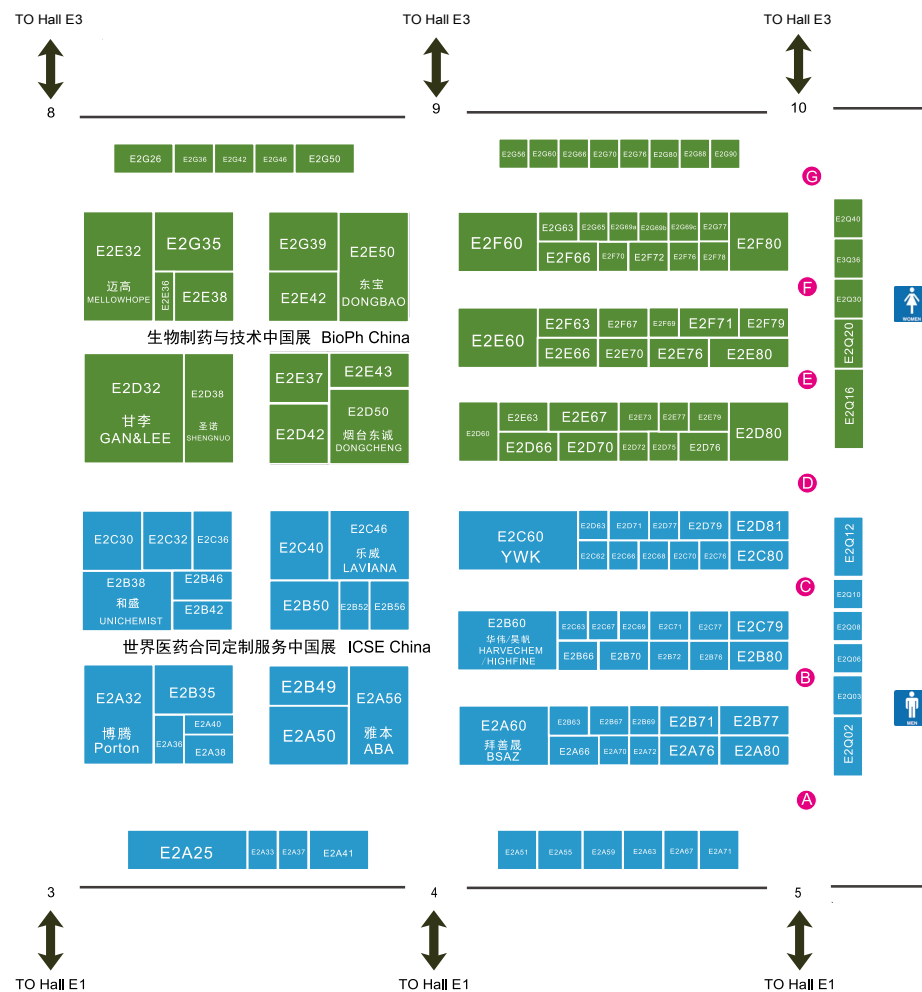 TO Hall E3 TO Hall E3 TO Hall E3
8 9 10
E2G26 E2G36 E2G42 E2G46 E2G50
E2G56 E2G60 E2G66 E2G70 E2G76 E2G80 E2G88 E2G90
G
E2E32
迈高
MELLOWHOPE
E2G35
E2E36
E2E38
E2G39
E2E42
E2E50
东宝
DONGBAO
E2F60
E2G63 E2G65 E2G69a E2G69b E2G69c E2G77
E2F66 E2F70 E2F72 E2F76 E2F78
E2F80
F
E2Q40
E3Q36
E2Q30
E2Q20
E2Q16
WOMEN
生物制药与技术中国展 BioPh China
E2E60
E2F63 E2F67 E2F69 E2F71 E2F79
E2E66 E2E70 E2E76 E2E80
E
E2D32
甘李
GAN&LEE
E2D38
圣诺
SHENGNUO
E2E37
E2D42
E2E43
E2D50
烟台东诚
DONGCHENG
E2D60
E2E63 E2E67 E2E73 E2E77 E2E79
E2D66 E2D70 E2D72 E2D75 E2D76
E2D80
D
E2C30 E2C32 E2C36
E2B38
和盛
UNICHEMIST
E2B46
E2B42
E2C40
E2C46
乐威
LAVIANA
E2B50 E2B52 E2B56
E2C60
YWK
E2D63 E2D71 E2D77 E2D79 E2D81
E2C62 E2C66 E2C68 E2C70 E2C76 E2C80
C
E2Q12
E2Q10
E2Q08
E2Q06
E2Q03
E2Q02
MEN
世界医药合同定制服务中国展 ICSE China
E2B60
华伟/昊帆
HARVECHEM
/HIGHFINE
E2C63 E2C67 E2C69 E2C71 E2C77 E2C79
E2B66 E2B70 E2B72 E2B76 E2B80
B
E2A32
博腾
Porton
E2B35
E2A36
E2A40
E2A38
E2B49
E2A50
E2A56
雅本
ABA
E2A60
拜善晟
BSAZ
E2B63 E2B67 E2B69 E2B71 E2B77
E2A66 E2A70 E2A72 E2A76 E2A80
A
E2A25 E2A33 E2A37 E2A41
E2A51 E2A55 E2A59 E2A63 E2A67 E2A71
3 4 5
TO Hall E1 TO Hall E1 TO Hall E1